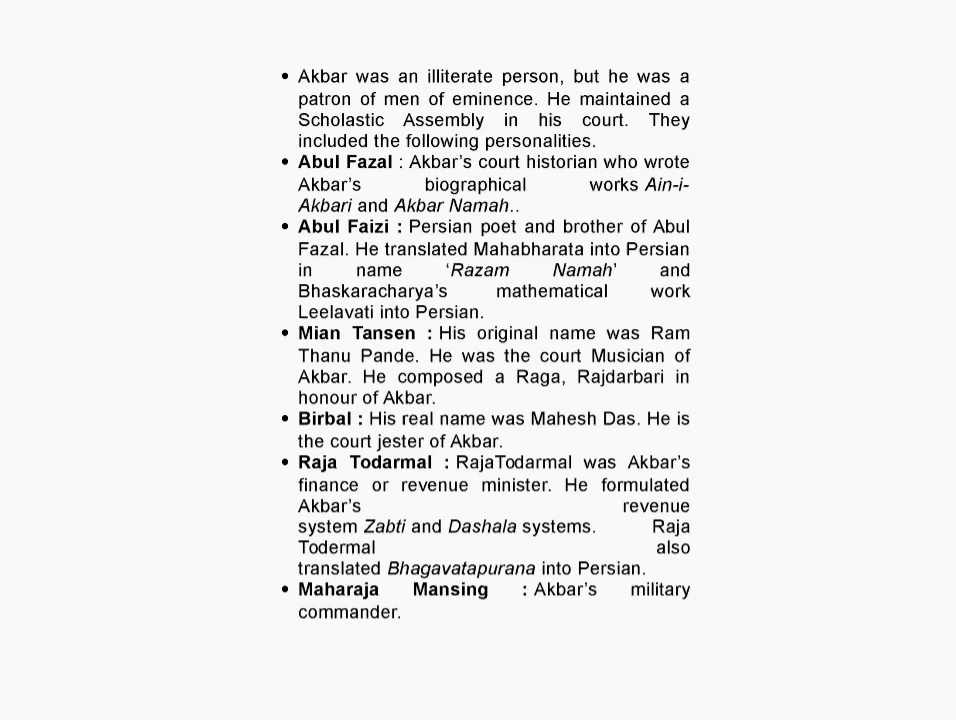 • Akbar was an illiterate person, but he was a
patron of men of eminence. He maintained a
Scholastic Assembly in his court. They
included the following personalities.
• Abul Fazal : Akbar’s court historian who wrote
Akbar’s biographical works Ain-i-
Akbari and Akbar Namah..
• Abul Faizi : Persian poet and brother of Abul
Fazal. He translated Mahabharata into Persian
in name ‘Razam Namah’ and
Bhaskaracharya’s mathematical work
Leelavati into Persian.
• Mian Tansen : His original name was Ram
Thanu Pande. He was the court Musician of
Akbar. He composed a Raga, Rajdarbari in
honour of Akbar.
• Birbal : His real name was Mahesh Das. He is
the court jester of Akbar.
• Raja Todarmal : RajaTodarmal was Akbar’s
finance or revenue minister. He formulated
Akbar’s revenue
system Zabti and Dashala systems. Raja
Todermal also
translated Bhagavatapurana into Persian.
• Maharaja Mansing : Akbar’s military
commander.